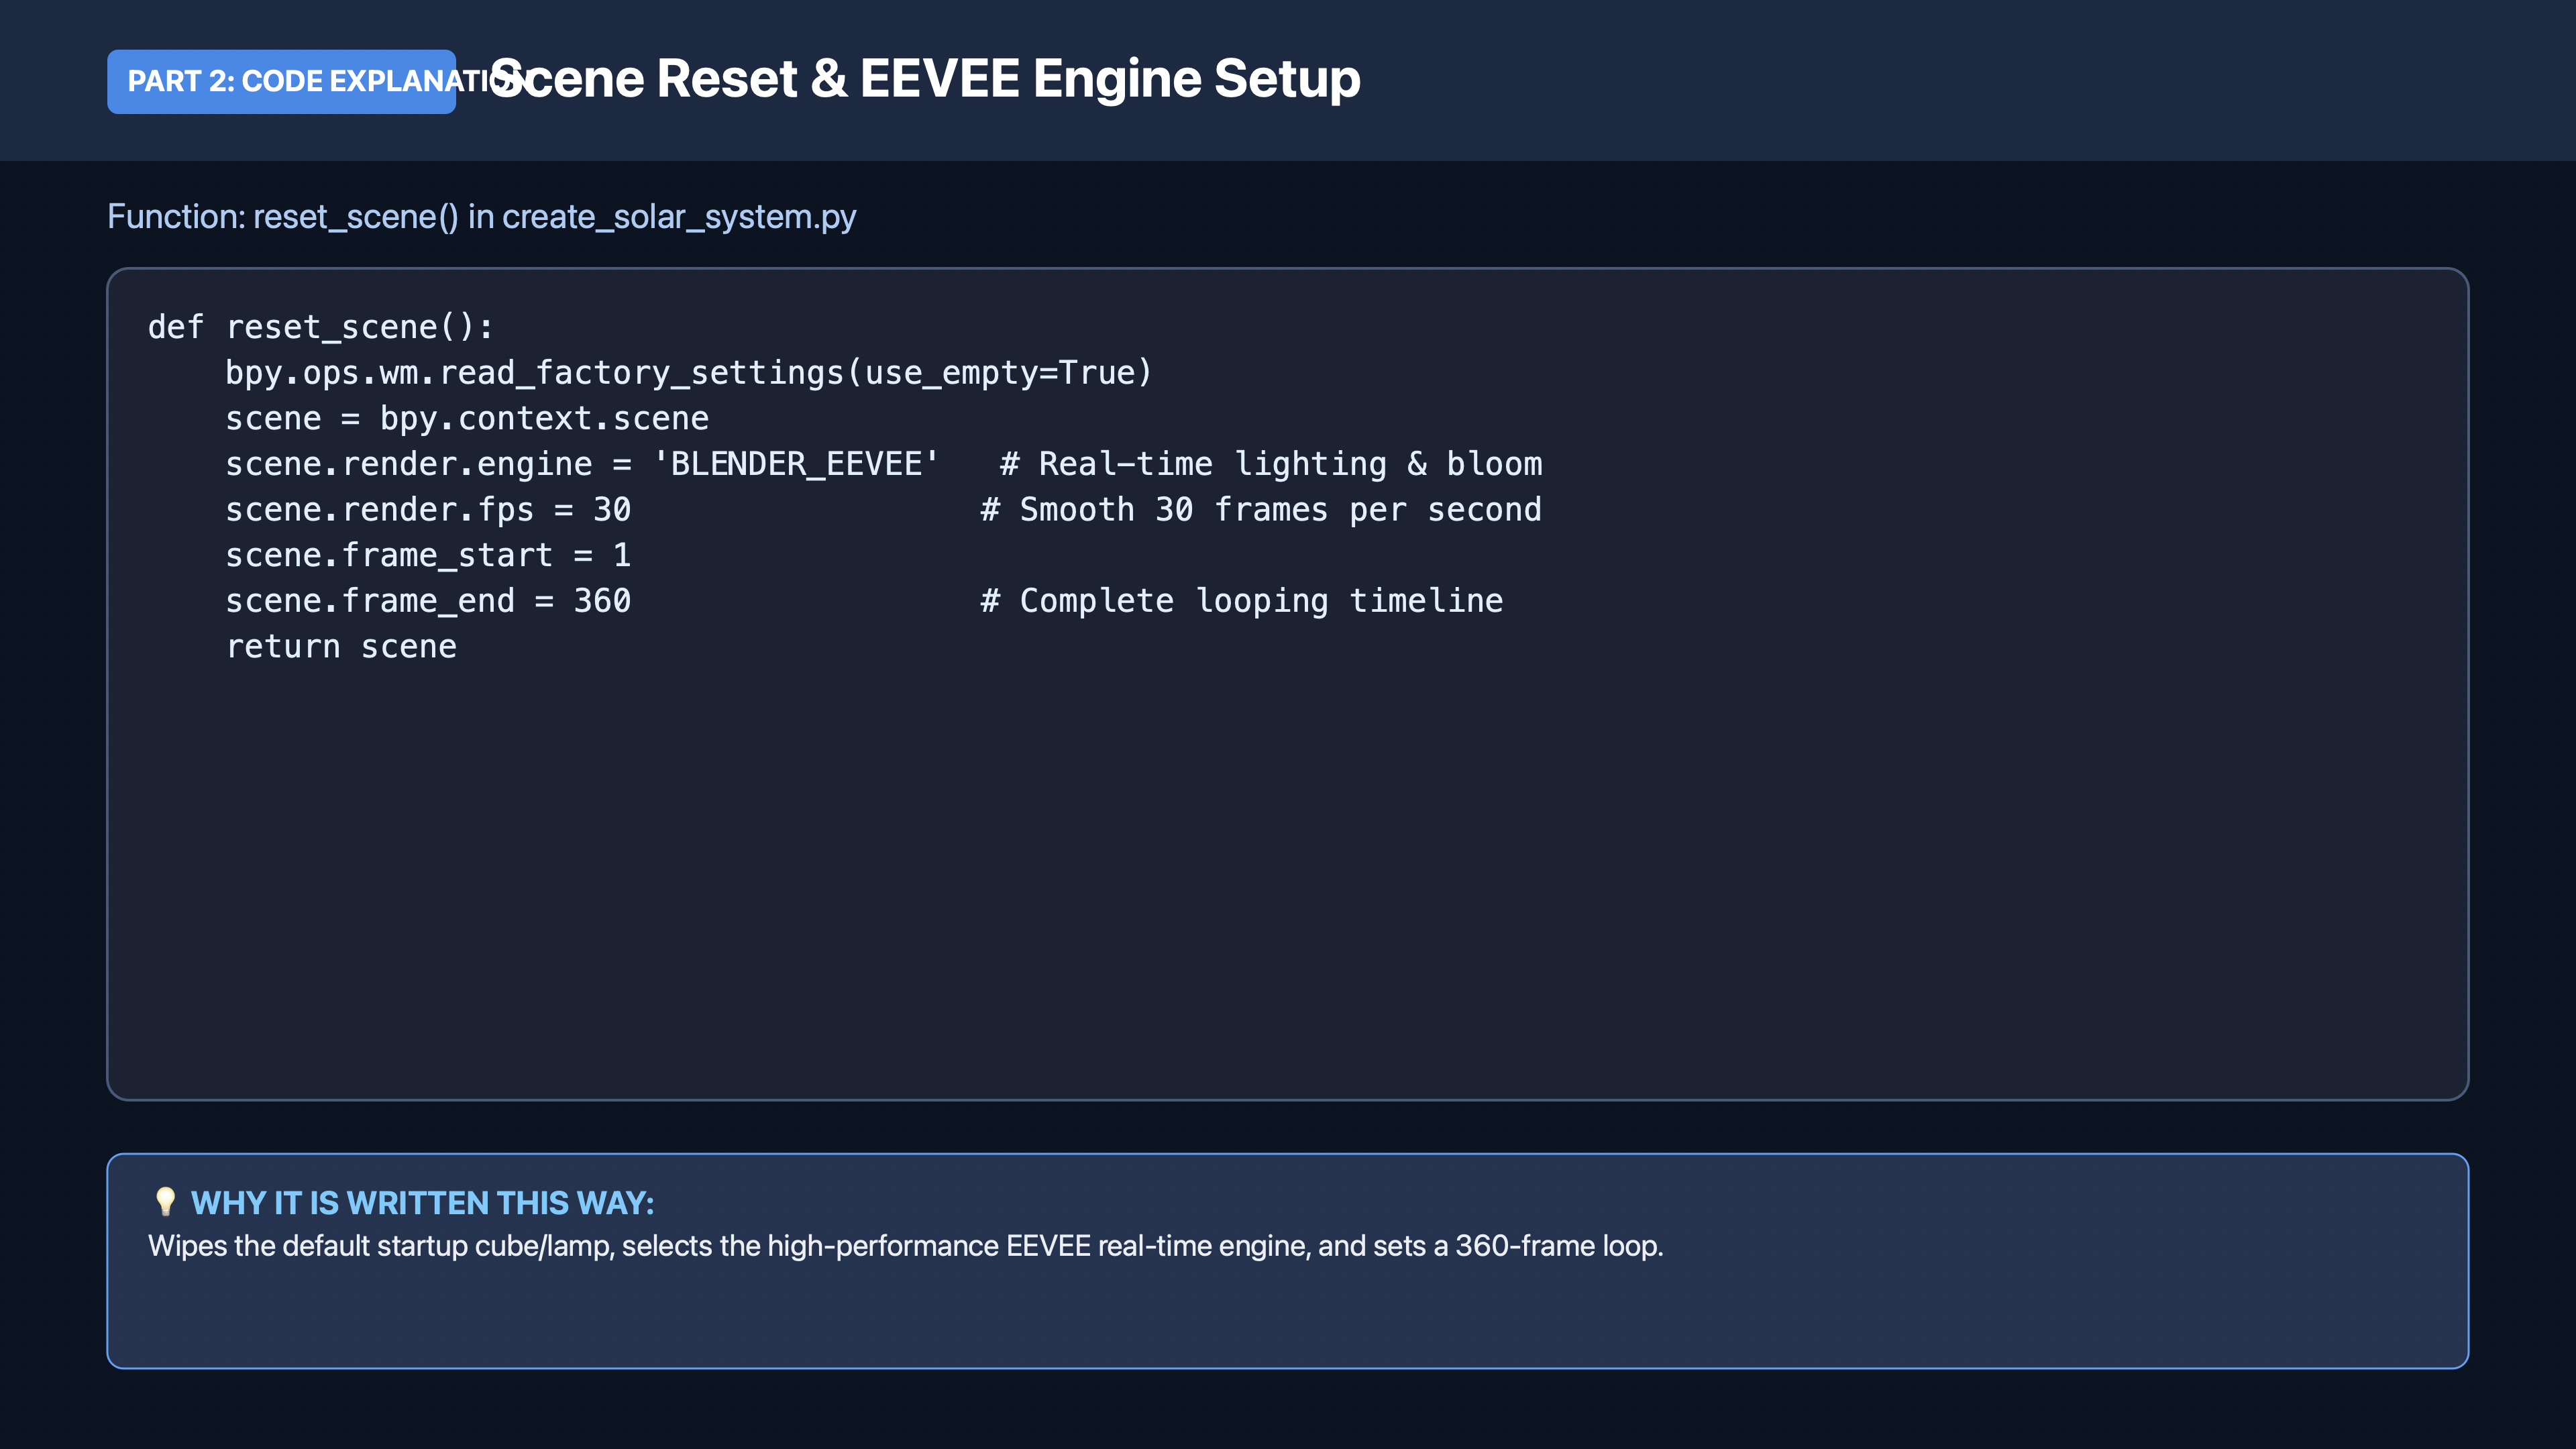 PART 2: CODE EXPLANATION
Scene Reset & EEVEE Engine Setup
Function: reset_scene() in create_solar_system.py
def reset_scene():
    bpy.ops.wm.read_factory_settings(use_empty=True)
    scene = bpy.context.scene
    scene.render.engine = 'BLENDER_EEVEE'   # Real-time lighting & bloom
    scene.render.fps = 30                  # Smooth 30 frames per second
    scene.frame_start = 1
    scene.frame_end = 360                  # Complete looping timeline
    return scene
💡 WHY IT IS WRITTEN THIS WAY:
Wipes the default startup cube/lamp, selects the high-performance EEVEE real-time engine, and sets a 360-frame loop.